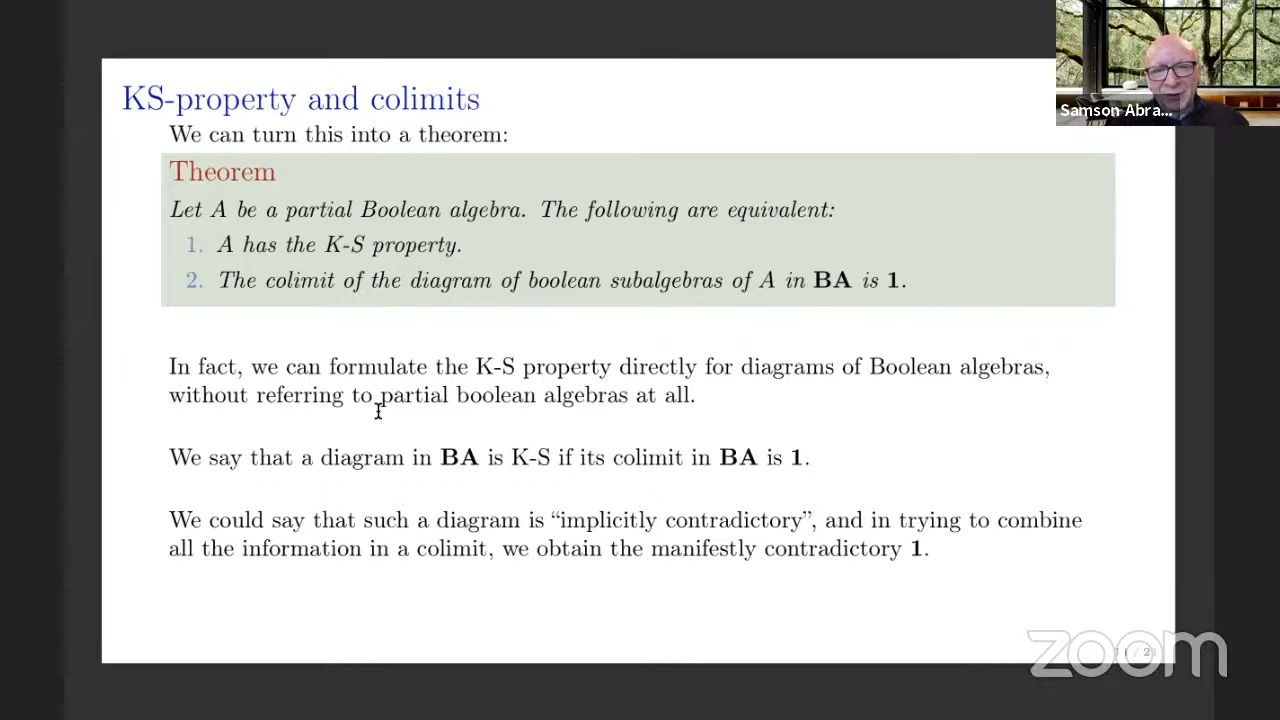 KS-property and colimits
We can turn this into a theorem:
Theorem
Let A be a partial Boolean algebra. The following are equivalent:
1. A has the K-S property.
2. The colimit of the diagram of boolean subalgebras of A in BA is 1.
In fact, we can formulate the K-S property directly for diagrams of Boolean algebras,
without referring to partial boolean algebras at all.
We say that a diagram in BA is K-S if its colimit in BA is 1.
We could say that such a diagram is “implicitly contradictory”, and in trying to combine
all the information in a colimit, we obtain the manifestly contradictory 1.
Samson Abra...
zoom